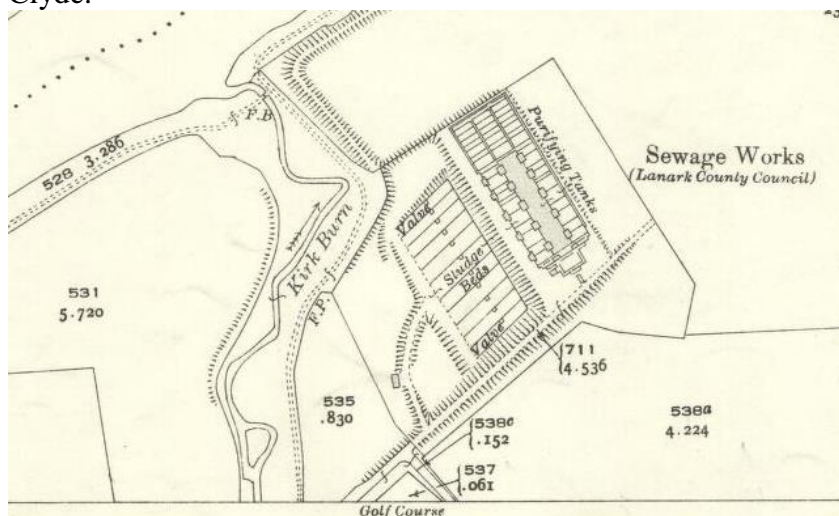 Clyde.
F.B
528 3.286
Purifying Tanks
Sewage Works
(Lanark County Council)
Valve
Kirk Burn
Sludge
Beds
531
5.720
F.P.
Valve
711
4.536
535
.830
538a
4.224
538c
.152
537
.061
Golf Course